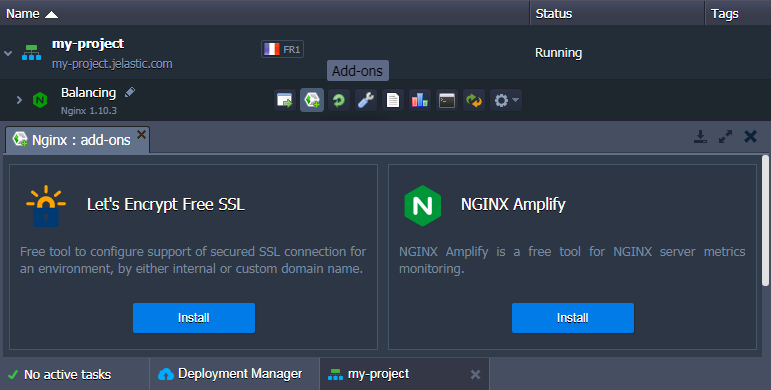 Name Status Tags
my-project FR1 Running
my-project.jelastic.com
Add-ons
Balancing
Nginx 1.10.3
Nginx : add-ons
Let's Encrypt Free SSL
Free tool to configure support of secured SSL connection for
an environment, by either internal or custom domain name.
Install
N NGINX Amplify
NGINX Amplify is a free tool for NGINX server metrics
monitoring.
Install
No active tasks Deployment Manager my-project